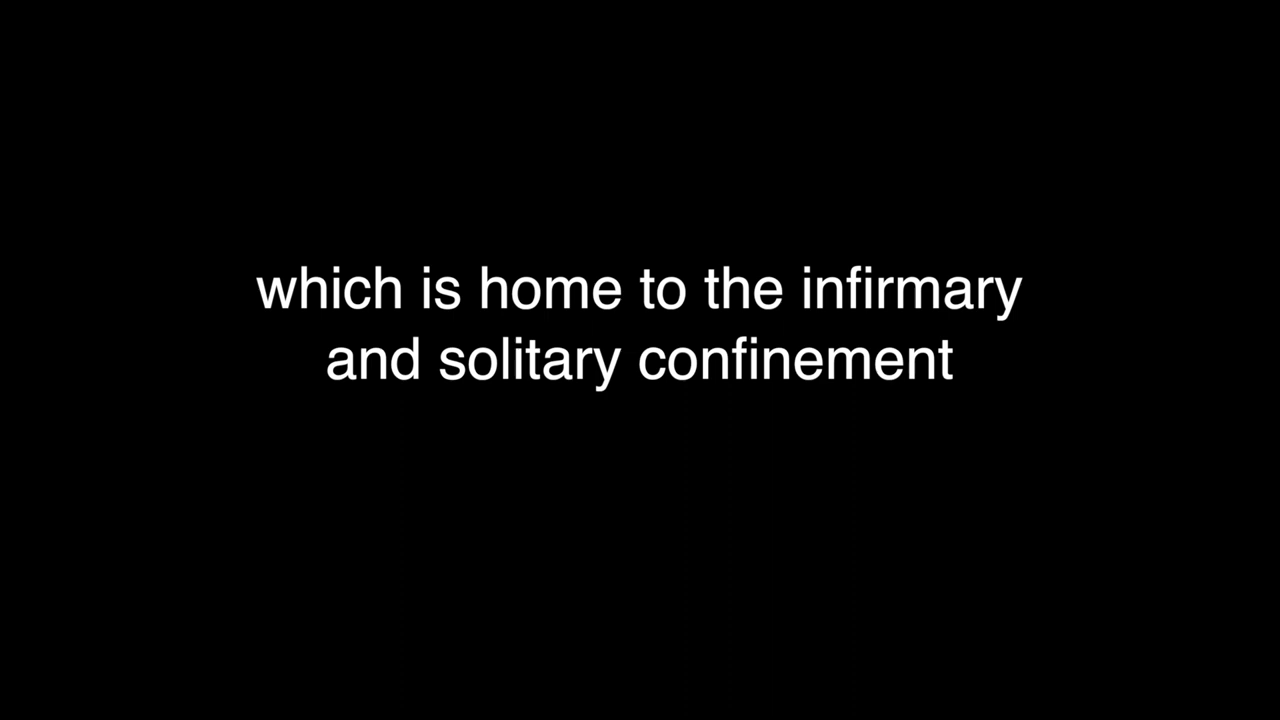 which is home to the infirmary
and solitary confinement